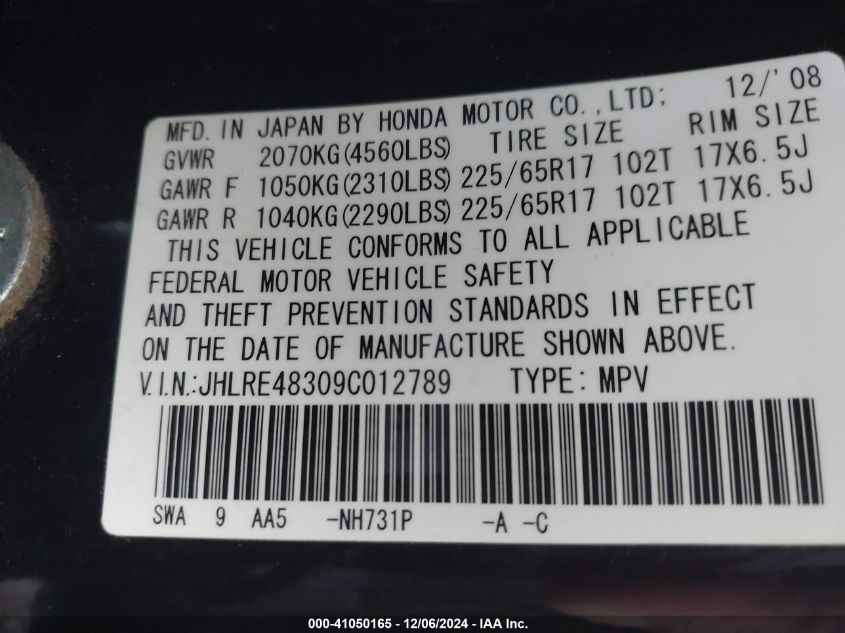 MFD. IN JAPAN BY HONDA MOTOR CO.,LTD; 12/'08
GVWR 2070KG(4560LBS) TIRE SIZE RIM SIZE
GAWR F 1050KG(2310LBS) 225/65R17 102T 17X6.5J
GAWR R 1040KG(2290LBS) 225/65R17 102T 17X6.5J
THIS VEHICLE CONFORMS TO ALL APPLICABLE
FEDERAL MOTOR VEHICLE SAFETY
AND THEFT PREVENTION STANDARDS IN EFFECT
ON THE DATE OF MANUFACTURE SHOWN ABOVE.
V.I.N.:JHLRE48309C012789 TYPE: MPV
SWA 9 AA5 -NH731P -A -C
000-41050165 - 12/06/2024 - IAA Inc.